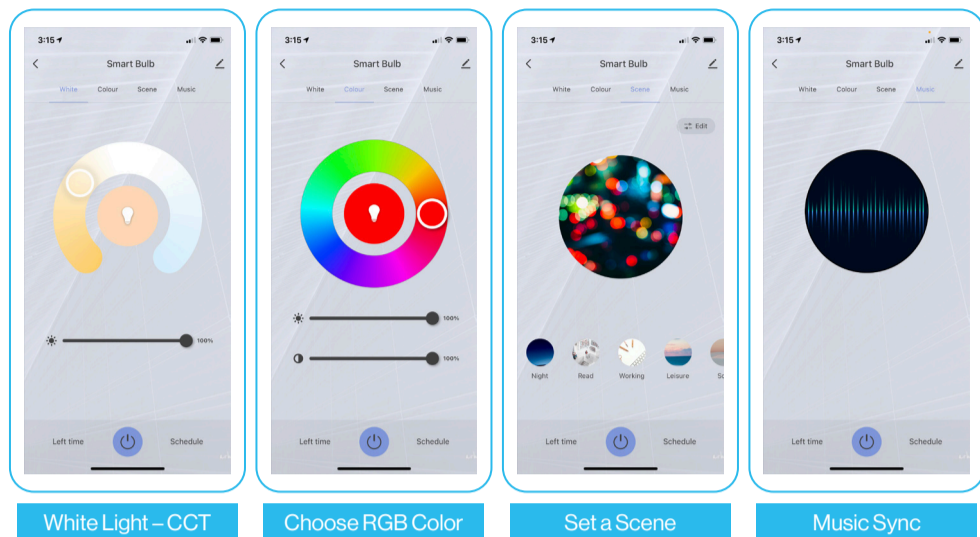 3:15
Smart Bulb
White Colour Scene Music
100%
Left time Schedule
White Light – CCT
3:15
Smart Bulb
White Colour Scene Music
100%
100%
Left time Schedule
Choose RGB Color
3:15
Smart Bulb
White Colour Scene Music
Edit
Night Read Working Leisure
Left time Schedule
Set a Scene
3:15
Smart Bulb
White Colour Scene Music
Left time Schedule
Music Sync